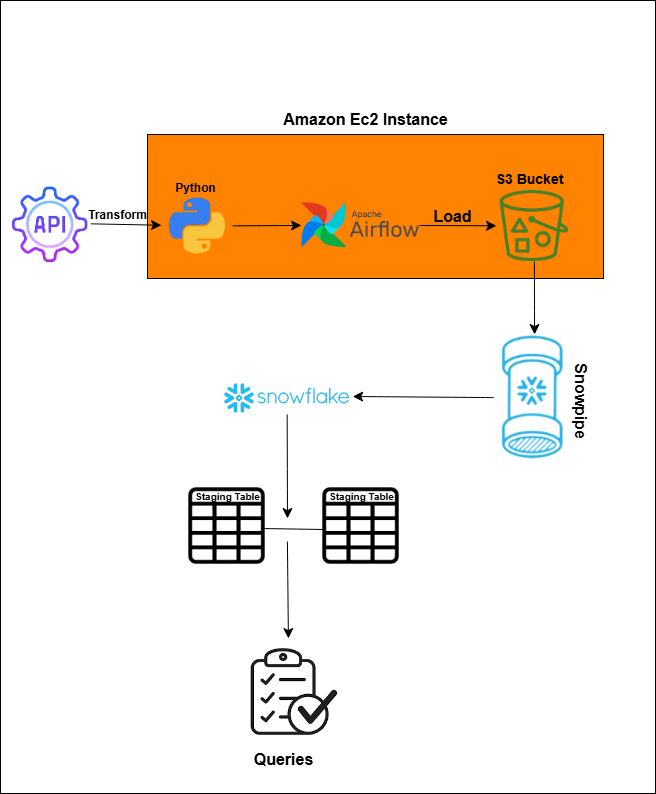 Amazon Ec2 Instance
S3 Bucket
Python
API
Transform
Apache
Airflow
Load
Snowpipe
snowflake
Staging Table
Staging Table
Queries